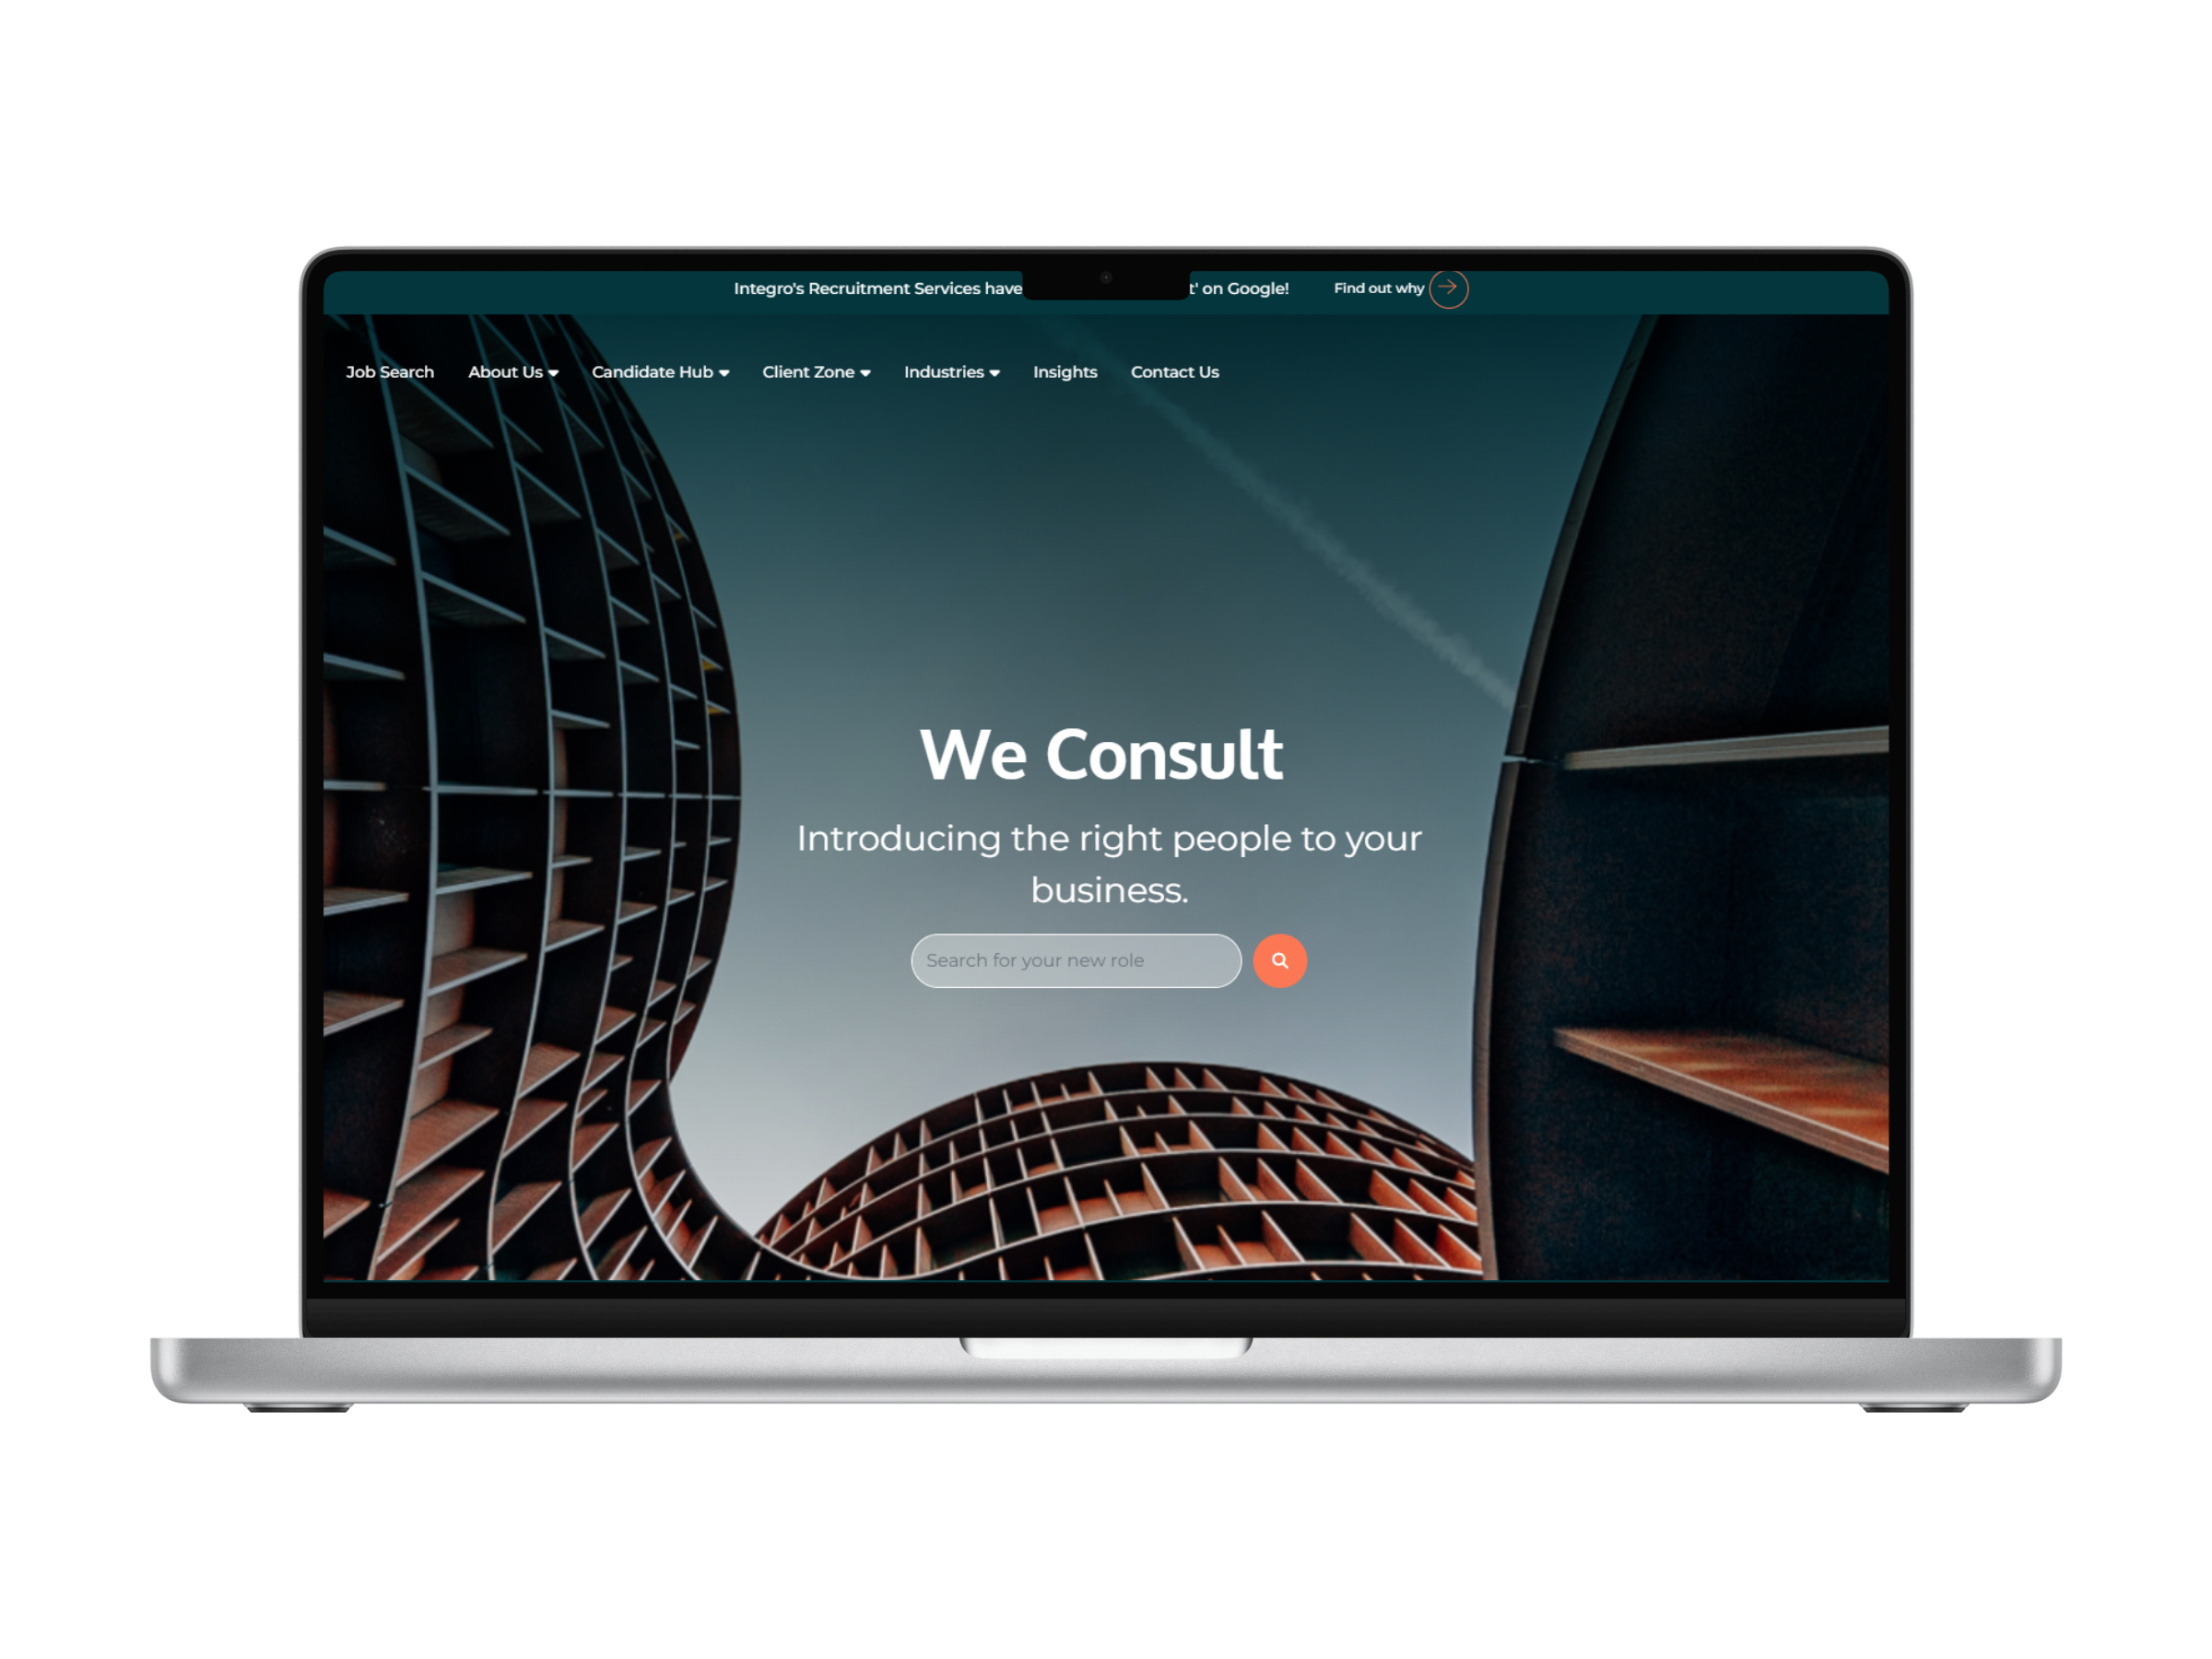 Integro's Recruitment Services have t' on Google! Find out why
Job Search About Us Candidate Hub Client Zone Industries Insights Contact Us
We Consult
Introducing the right people to your
business.
Search for your new role